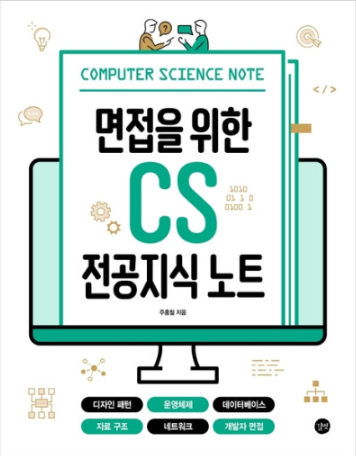 COMPUTER SCIENCE NOTE
면접을 위한
CS
전공지식 노트
주홍철 지음
</>
1010
01 1 0
0100 1
디자인 패턴
운영체제
데이터베이스
자료 구조
네트워크
개발자 면접
길벗